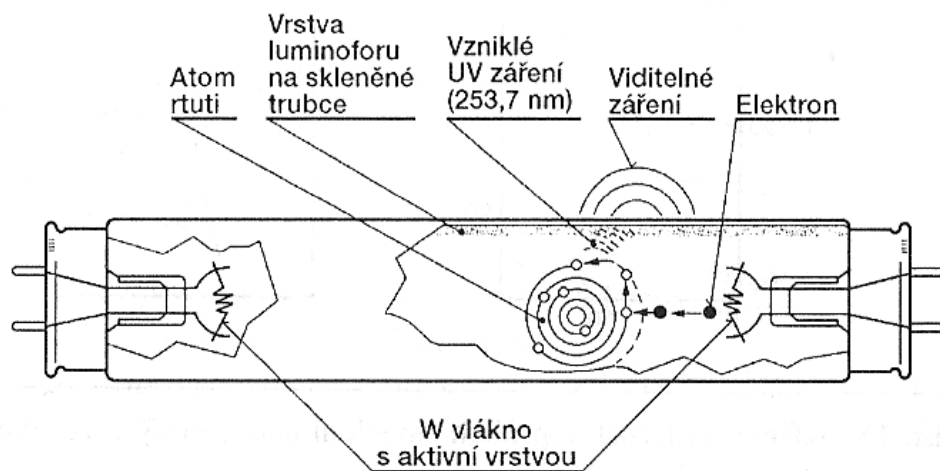 Atom
rtuti
Vrstva
luminoforu
na skleněné
trubce
Vzniklé
UV záření
(253,7 nm)
Viditelné
záření
Elektron
W vlákno
s aktivní vrstvou